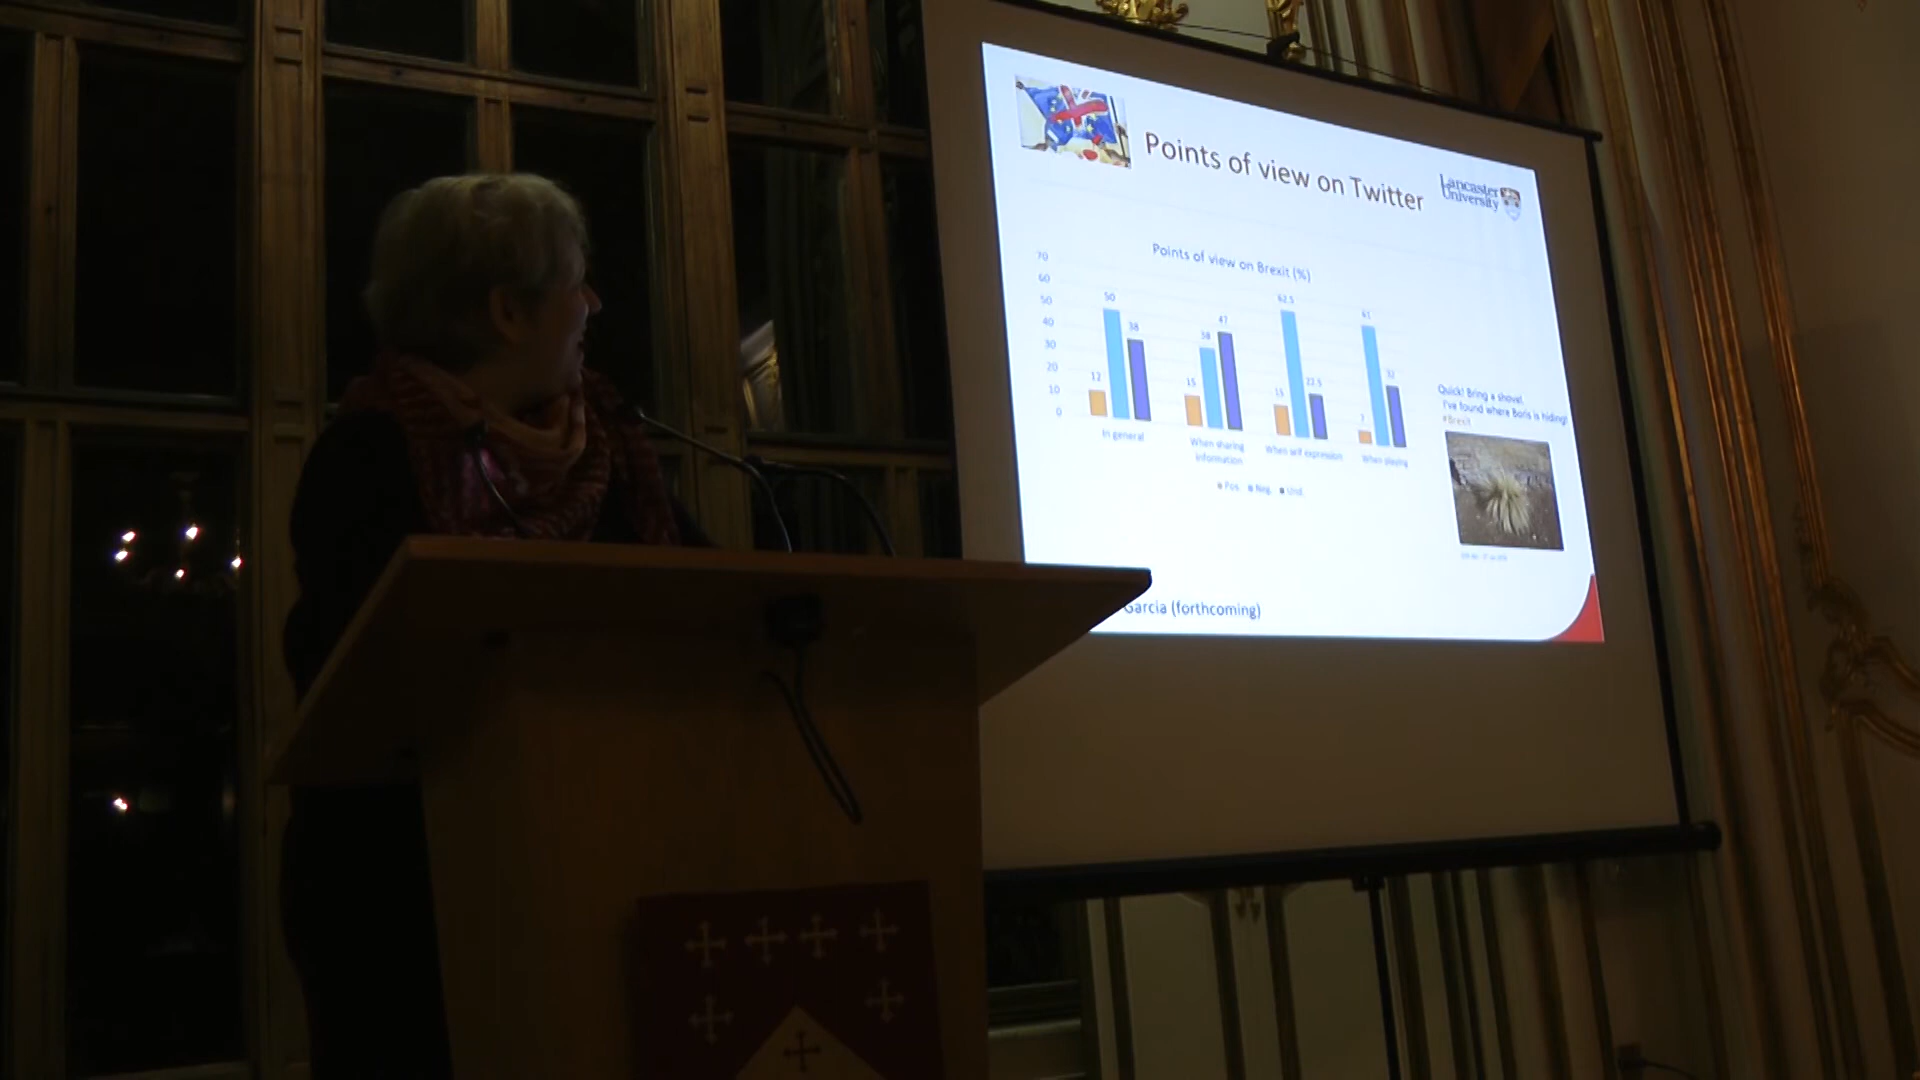 Points of view on Twitter
Lancaster
University
Points of view on Brexit (%)
70
60
50
40
30
20
10
0
12
50
38
In general
15
38
47
When sharing
information
15
62.5
22.5
When self expression
7
61
32
When playing
Pos. Neg. Und.
Quick! Bring a shovel.
I've found where Boris is hiding!
#Brexit
Garcia (forthcoming)